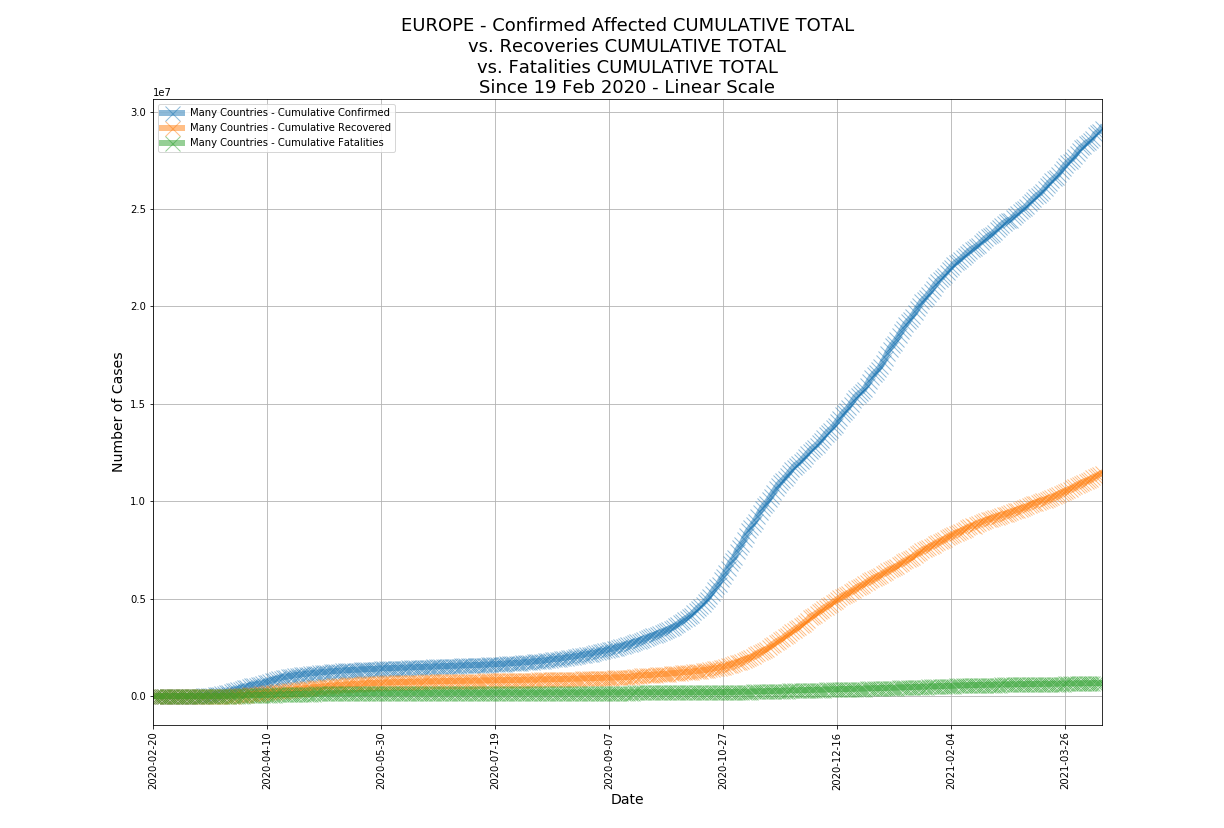 EUROPE - Confirmed Affected CUMULATIVE TOTAL
vs. Recoveries CUMULATIVE TOTAL
vs. Fatalities CUMULATIVE TOTAL
Since 19 Feb 2020 - Linear Scale
1e7
Many Countries - Cumulative Confirmed
Many Countries - Cumulative Recovered
Many Countries - Cumulative Fatalities
3.0
2.5
2.0
1.5
1.0
0.5
0.0
Number of Cases
2020-02-20
2020-04-10
2020-05-30
2020-07-19
2020-09-07
2020-10-27
2020-12-16
2021-02-04
2021-03-26
Date